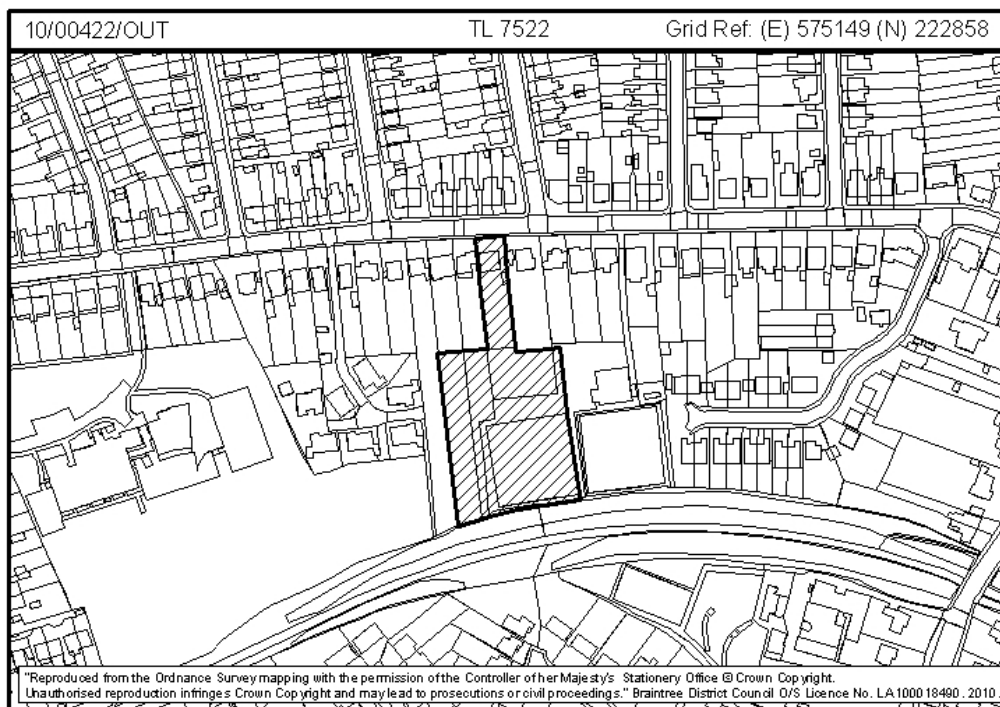 10/00422/OUT TL 7522 Grid Ref: (E) 575149 (N) 222858
"Reproduced from the Ordnance Survey mapping with the permission of the Controller of her Majesty's Stationery Office © Crown Copyright.
Unauthorised reproduction infringes Crown Copyright and may lead to prosecutions or civil proceedings." Braintree District Council O/S Licence No. LA100018490. 2010.